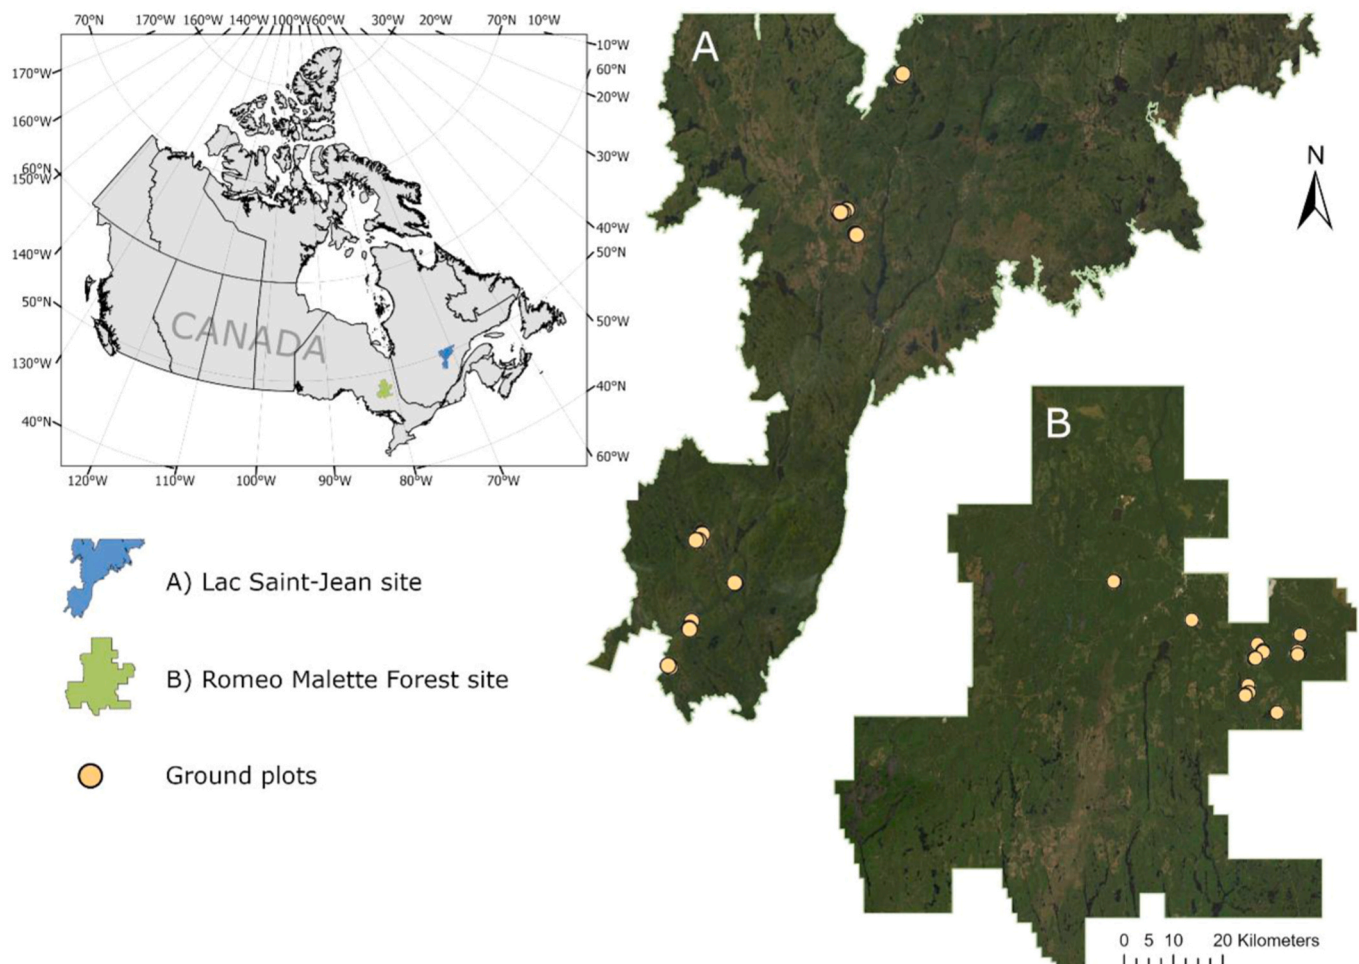 70°N 170°W 160°W 140°W 100°W 60°W 30°W 20°W 10°W
170°W
160°W
60°N
150°W
140°W
50°N
130°W
40°N
10°W
60°N
20°W
30°W
40°W
50°N
50°W
40°N
60°W
CANADA
120°W 110°W 100°W 90°W 80°W 70°W
A
N
B
A) Lac Saint-Jean site
B) Romeo Malette Forest site
Ground plots
0 5 10 20 Kilometers